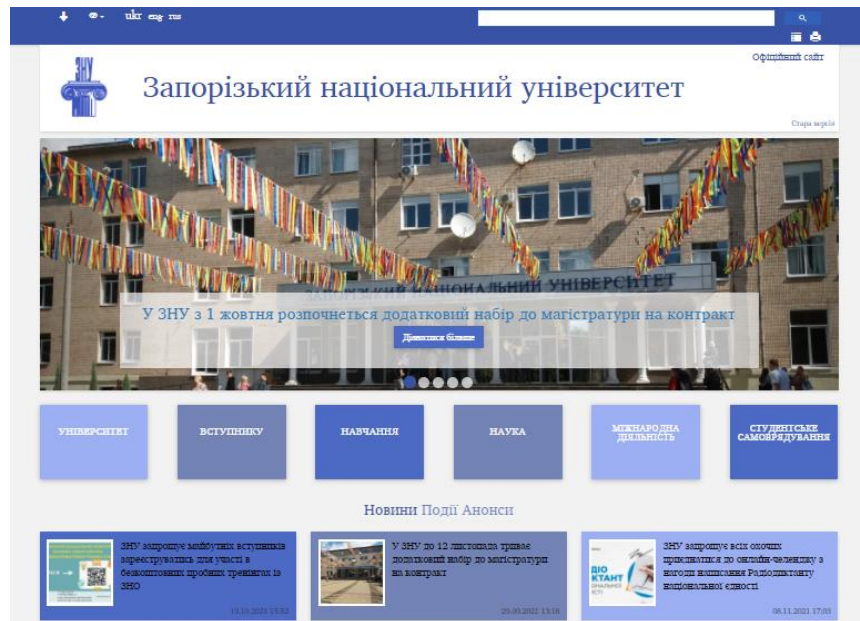 ukr eng rus
Офіційний сайт
ЗНУ
Запорізький національний університет
Стара версія
ЗАПОРІЗЬКИЙ НАЦІОНАЛЬНИЙ УНІВЕРСИТЕТ
У ЗНУ з 1 жовтня розпочнеться додатковий набір до магістратури на контракт
Дізнатися більше
УНІВЕРСИТЕТ
ВСТУПНИКУ
НАВЧАННЯ
НАУКА
МІЖНАРОДНА
ДІЯЛЬНІСТЬ
СТУДЕНТСЬКЕ
САМОВРЯДУВАННЯ
Новини Події Анонси
ЗНУ запрошує майбутніх вступників
зареєструватись для участі в
безкоштовних пробних тренінгах із
ЗНО
13.10.2021 15:52
У ЗНУ до 12 листопада триває
додатковий набір до магістратури
на контракт
13:18
ДІО
КТАНТ
ЗНУ запрошує всіх охочих
приєднатися до онлайн-челенджу з
нагоди написання Радіодиктанту
національної єдності
08.11.2021 17:03